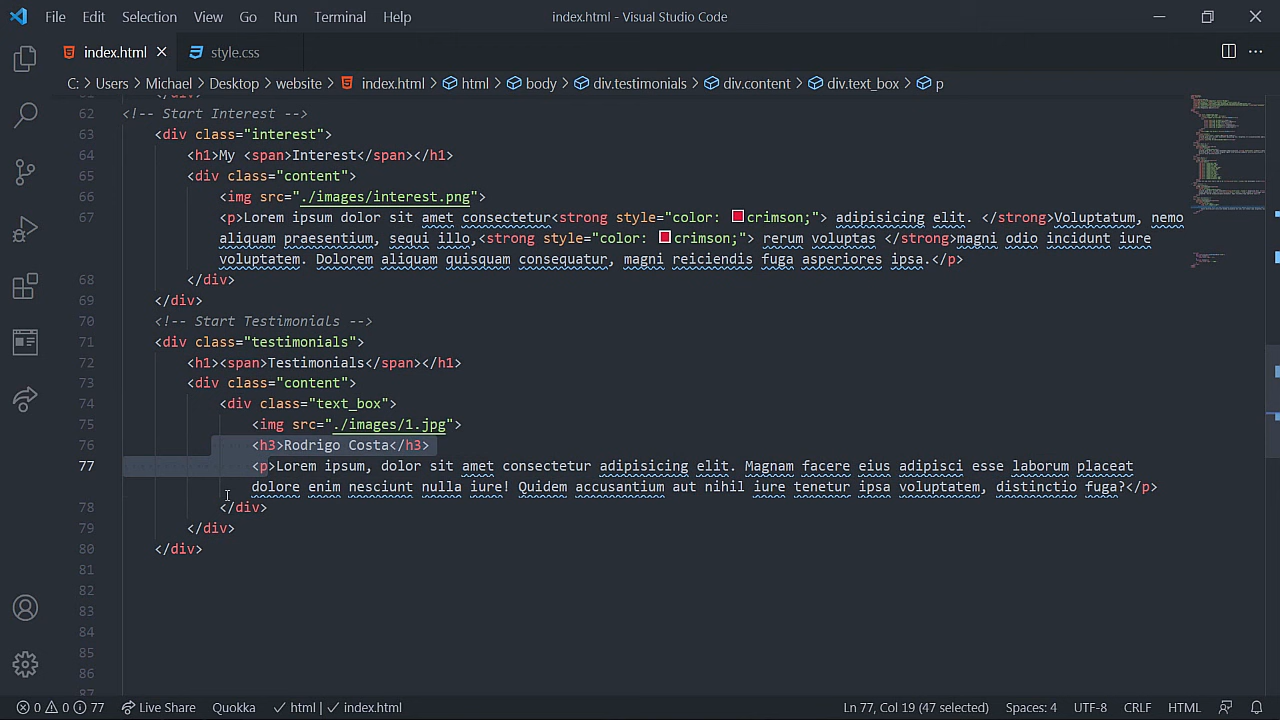 File Edit Selection View Go Run Terminal Help index.html - Visual Studio Code
index.html style.css
C: > Users > Michael > Desktop > website > index.html > html > body > div.testimonials > div.content > div.text_box > p
62 <!-- Start Interest -->
63 <div class="interest">
64 <h1>My <span>Interest</span></h1>
65 <div class="content">
66 <img src="./images/interest.png">
67 <p>Lorem ipsum dolor sit amet consectetur<strong style="color: crimson;"> adipisicing elit. </strong>Voluptatum, nemo
aliquam praesentium, sequi illo,<strong style="color: crimson;"> rerum voluptas </strong>magni odio incidunt iure
voluptatem. Dolorem aliquam quisquam consequatur, magni reiciendis fuga asperiores ipsa.</p>
68 </div>
69 </div>
70 <!-- Start Testimonials -->
71 <div class="testimonials">
72 <h1><span>Testimonials</span></h1>
73 <div class="content">
74 <div class="text_box">
75 <img src="./images/1.jpg">
76 <h3>Rodrigo Costa</h3>
77 <p>Lorem ipsum, dolor sit amet consectetur adipisicing elit. Magnam facere eius adipisci esse laborum placeat
dolore enim nesciunt nulla iure! Quidem accusantium aut nihil iure tenetur ipsa voluptatem, distinctio fuga?</p>
78 </div>
79 </div>
80 </div>
81
82
83
84
85
86
87
0 0 77 Live Share Quokka html | index.html Ln 77, Col 19 (47 selected) Spaces: 4 UTF-8 CRLF HTML